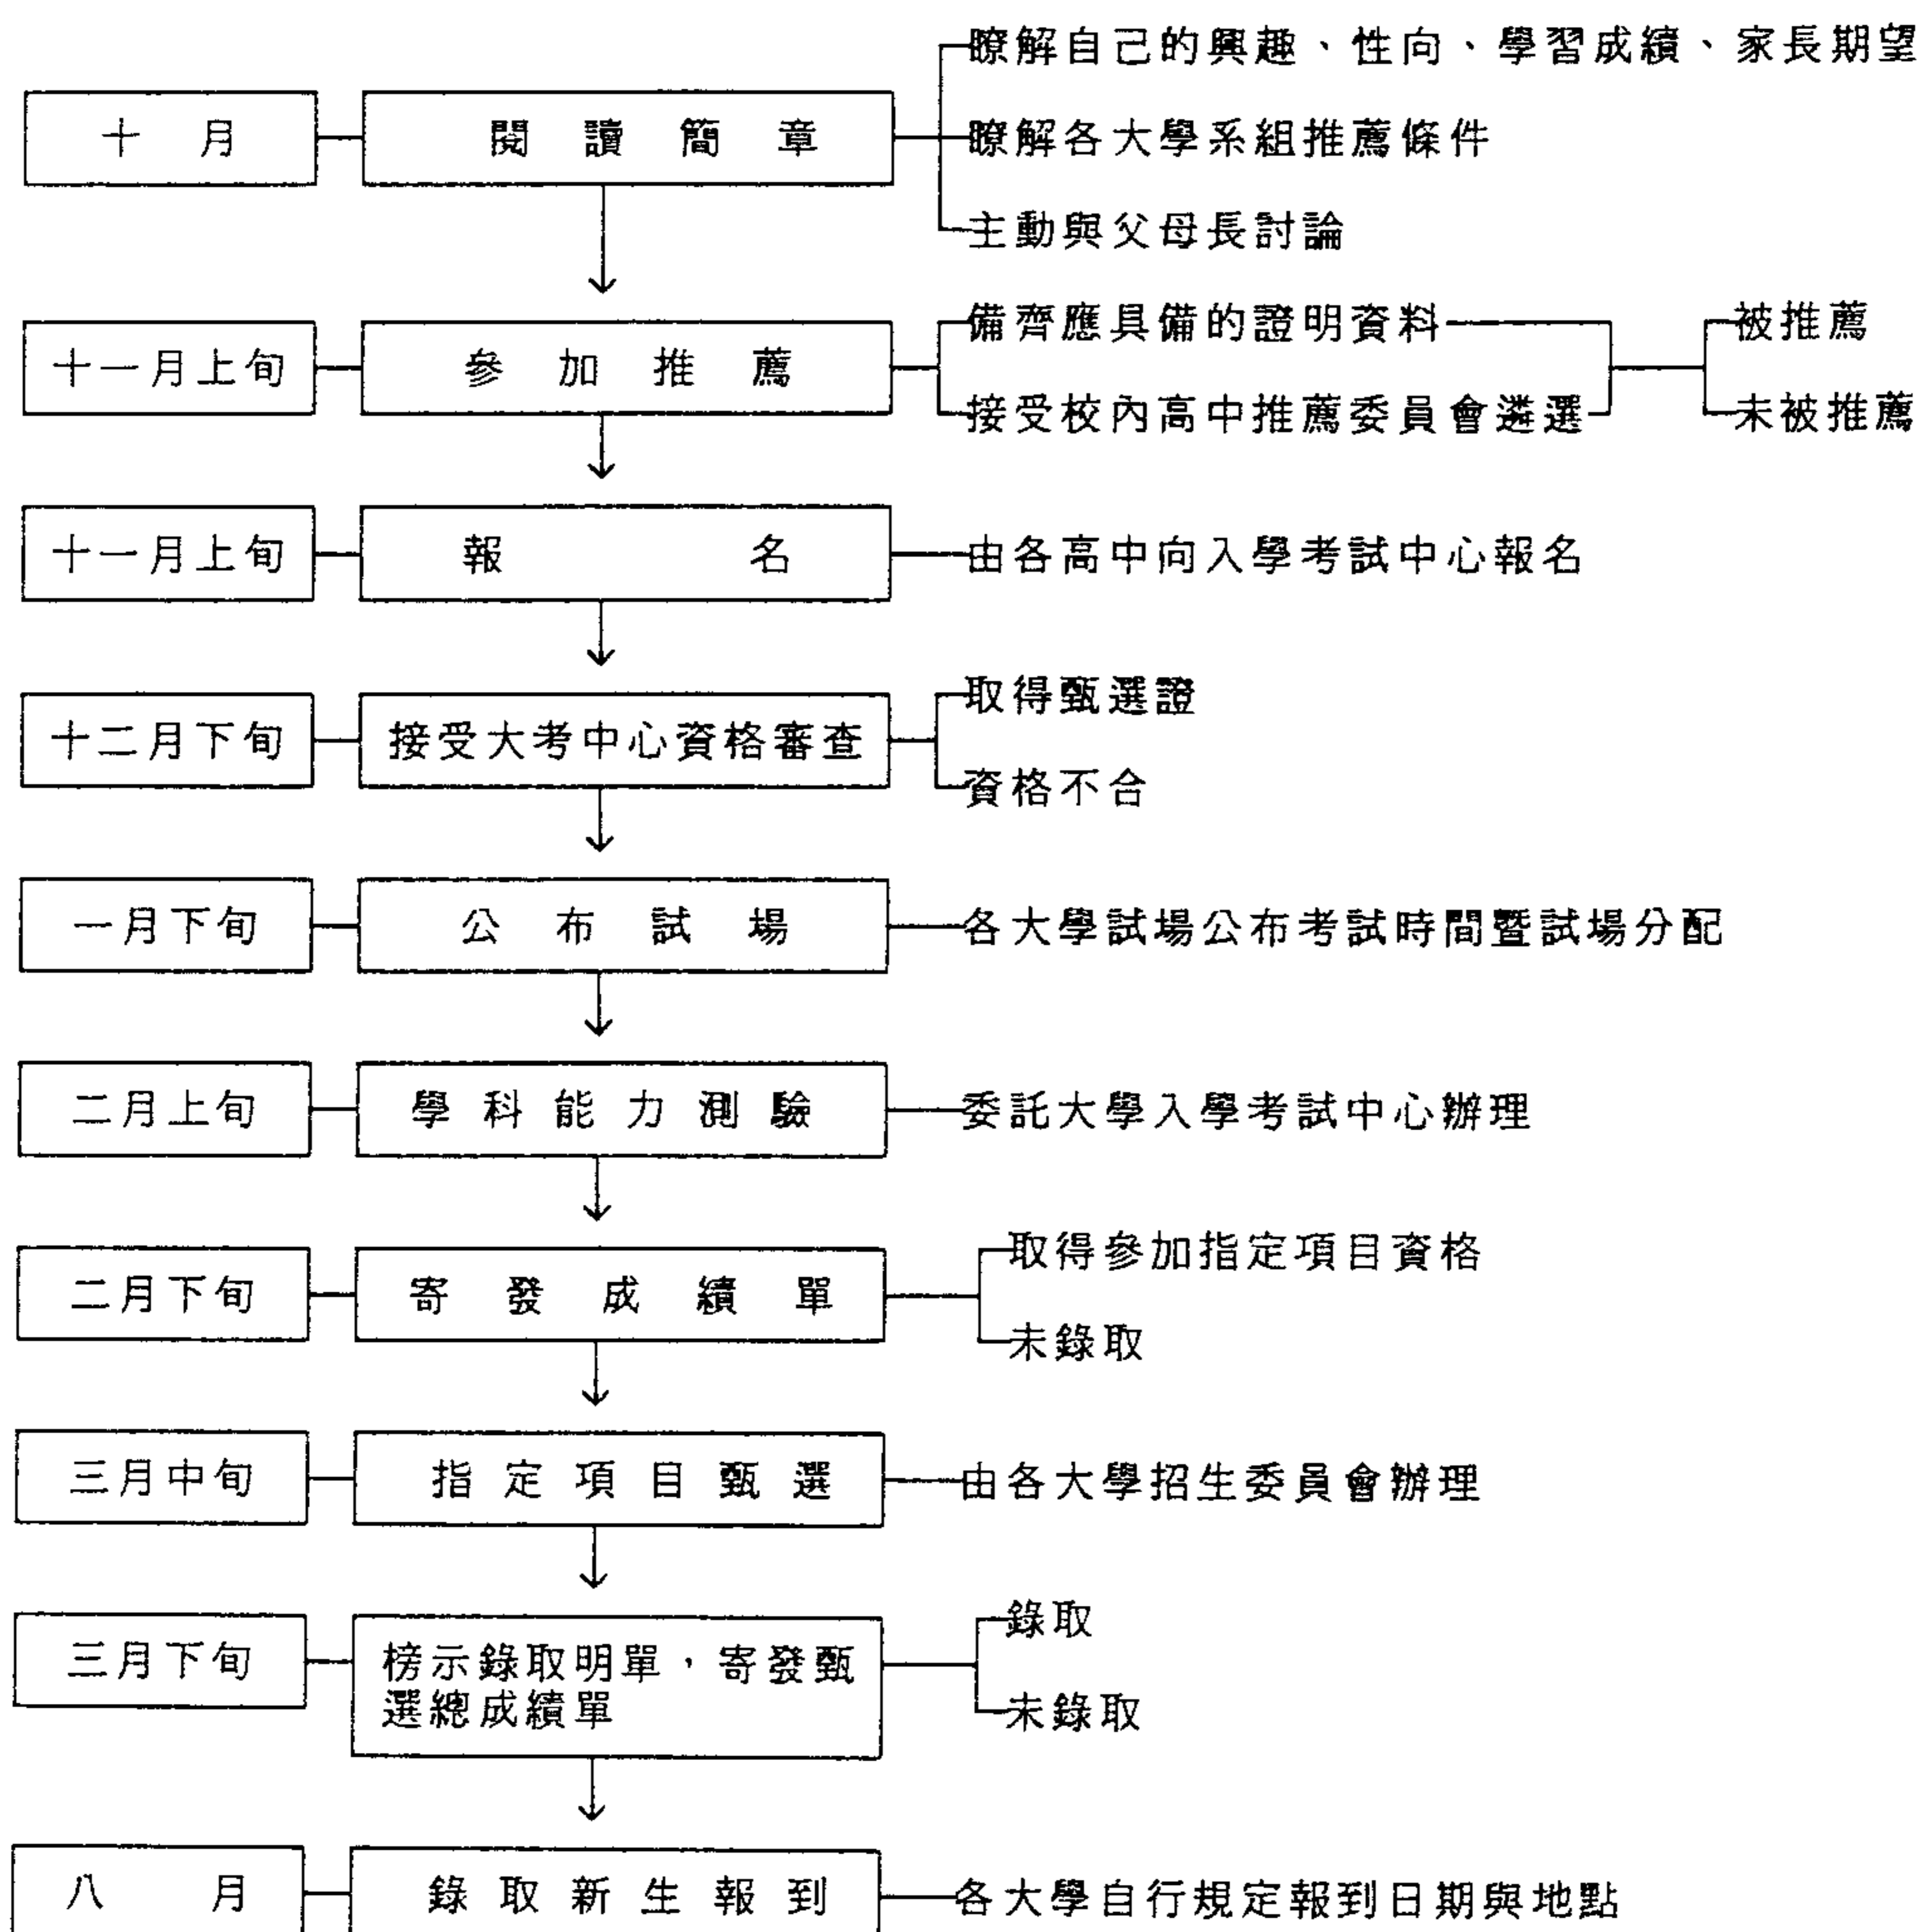 十月
閱讀簡章
瞭解自己的興趣、性向、學習成績、家長期望
瞭解各大學系組推薦條件
主動與父母長討論
十一月上旬
參加推薦
備齊應具備的證明資料
接受校內高中推薦委員會遴選
被推薦
未被推薦
十一月上旬
報名
由各高中向入學考試中心報名
十二月下旬
接受大考中心資格審查
取得甄選證
資格不合
一月下旬
公布試場
各大學試場公布考試時間暨試場分配
二月上旬
學科能力測驗
委託大學入學考試中心辦理
二月下旬
寄發成績單
取得參加指定項目資格
未錄取
三月中旬
指定項目甄選
由各大學招生委員會辦理
三月下旬
榜示錄取明單，寄發甄
選總成績單
錄取
未錄取
八月
錄取新生報到
各大學自行規定報到日期與地點